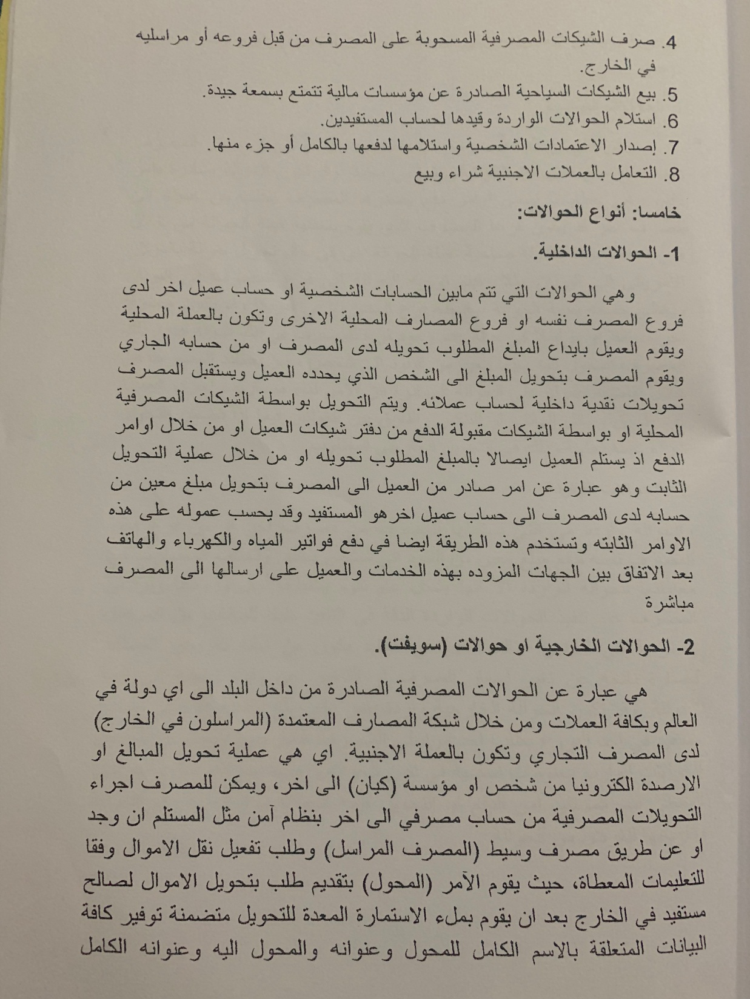 4. صرف الشيكات المصرفية المسحوبة على المصرف من قبل فروعه أو مراسليه
في الخارج.
5. بيع الشيكات السياحية الصادرة عن مؤسسات مالية تتمتع بسمعة جيدة.
6. استلام الحوالات الواردة وقيدها لحساب المستفيدين.
7. إصدار الاعتمادات الشخصية واستلامها لدفعها بالكامل أو جزء منها.
8. التعامل بالعملات الاجنبية شراء وبيع
خامسا: أنواع الحوالات:
1- الحوالات الداخلية.
وهي الحوالات التي تتم مابين الحسابات الشخصية او حساب عميل اخر لدى
فروع المصرف نفسه او فروع المصارف المحلية الاخرى وتكون بالعملة المحلية
ويقوم العميل بايداع المبلغ المطلوب تحويله لدى المصرف او من حسابه الجاري
ويقوم المصرف بتحويل المبلغ الى الشخص الذي يحدده العميل ويستقبل المصرف
تحويلات نقدية داخلية لحساب عملائه. ويتم التحويل بواسطة الشيكات المصرفية
المحلية او بواسطة الشيكات مقبولة الدفع من دفتر شيكات العميل او من خلال اوامر
الدفع اذ يستلم العميل ايصالا بالمبلغ المطلوب تحويله او من خلال عملية التحويل
الثابت وهو عبارة عن امر صادر من العميل الى المصرف بتحويل مبلغ معين من
حسابه لدى المصرف الى حساب عميل اخر هو المستفيد وقد يحسب عموله على هذه
الاوامر الثابته وتستخدم هذه الطريقة ايضا في دفع فواتير المياه والكهرباء والهاتف
بعد الاتفاق بين الجهات المزوده بهذه الخدمات والعميل على ارسالها الى المصرف
مباشرة
2- الحوالات الخارجية او حوالات (سويفت).
هي عبارة عن الحوالات المصرفية الصادرة من داخل البلد الى اي دولة في
العالم وبكافة العملات ومن خلال شبكة المصارف المعتمدة (المراسلون في الخارج)
لدى المصرف التجاري وتكون بالعملة الاجنبية. اي هي عملية تحويل المبالغ او
الارصدة الكترونيا من شخص او مؤسسة (كيان) الى اخر، ويمكن للمصرف اجراء
التحويلات المصرفية من حساب مصرفي الى اخر بنظام آمن مثل المستلم ان وجد
او عن طريق مصرف وسيط (المصرف المراسل) وطلب تفعيل نقل الاموال وفقا
للتعليمات المعطاة، حيث يقوم الآمر (المحول) بتقديم طلب بتحويل الاموال لصالح
مستفيد في الخارج بعد ان يقوم بملء الاستمارة المعدة للتحويل متضمنة توفير كافة
البيانات المتعلقة بالاسم الكامل للمحول وعنوانه والمحول اليه وعنوانه الكامل